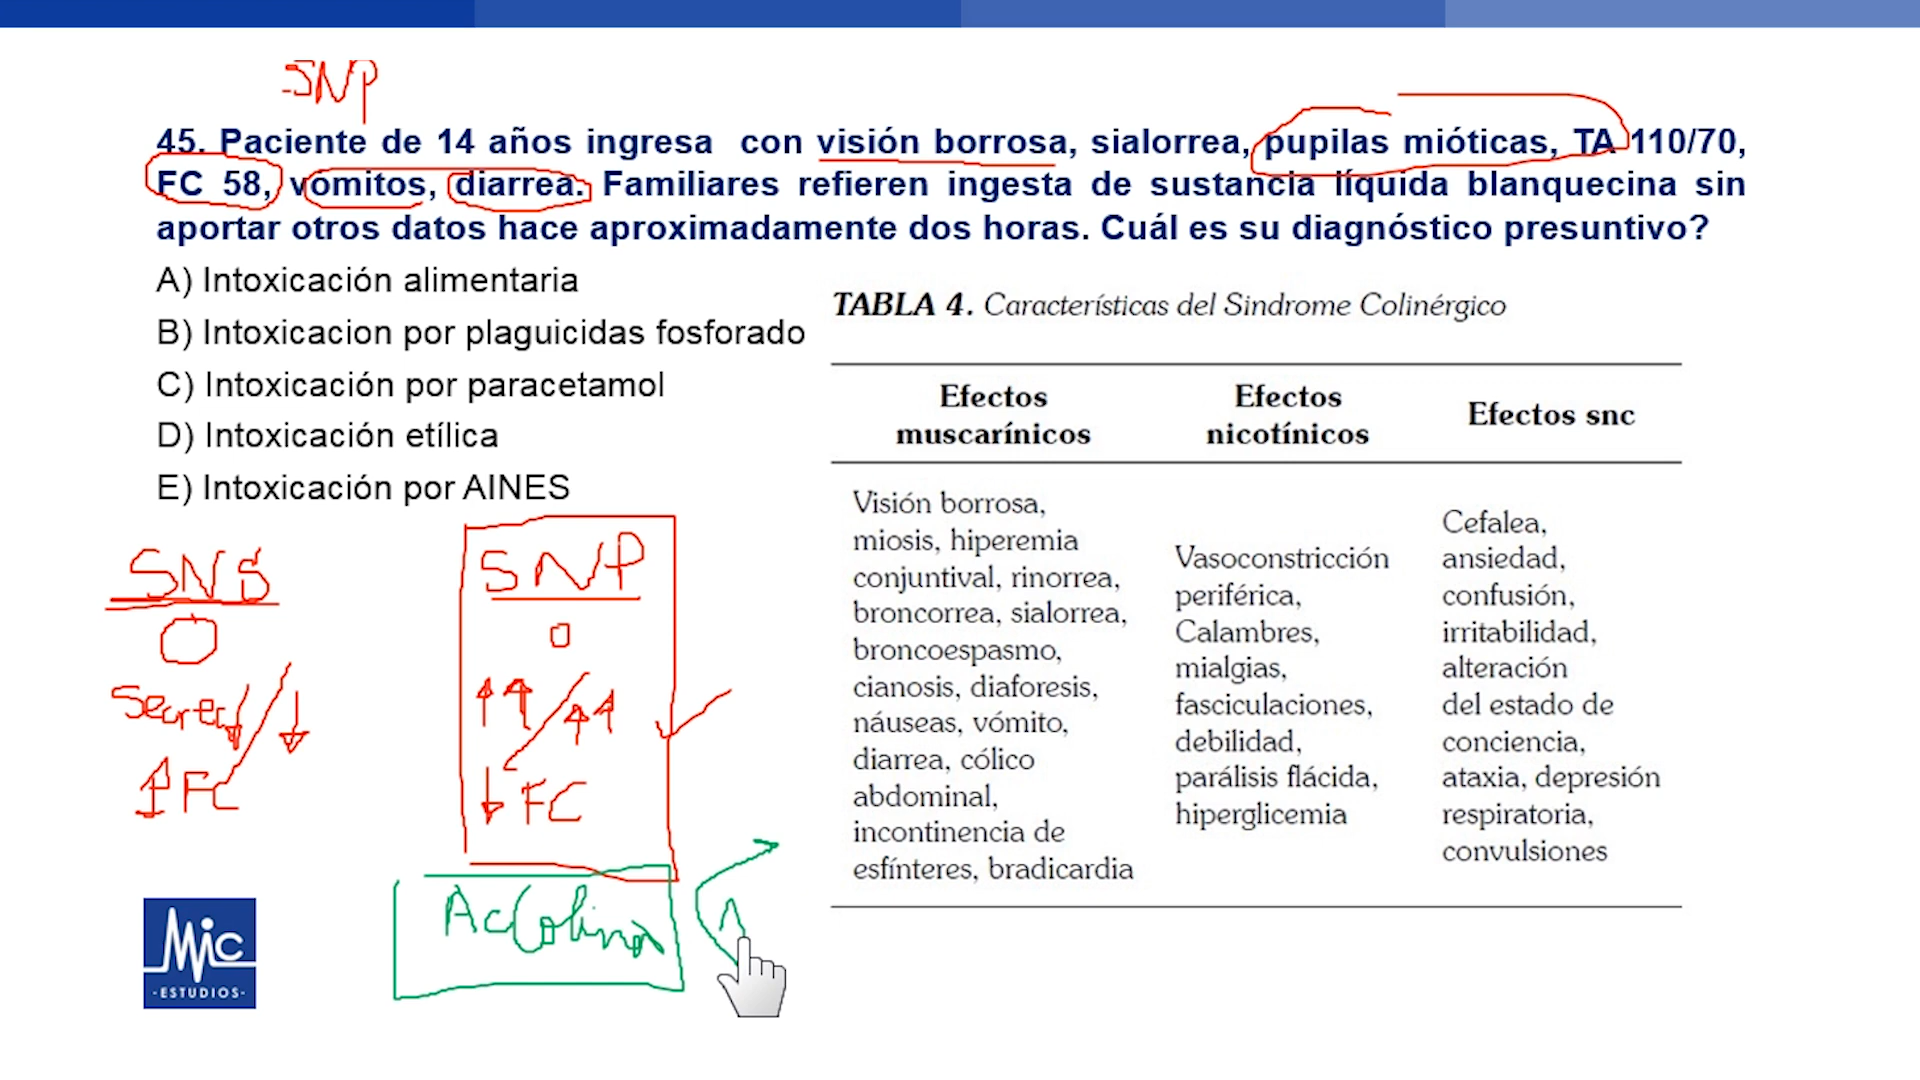 SNP
45. Paciente de 14 años ingresa con visión borrosa, sialorrea, pupilas mióticas, TA 110/70,
FC 58, vómitos, diarrea. Familiares refieren ingesta de sustancia líquida blanquecina sin
aportar otros datos hace aproximadamente dos horas. Cuál es su diagnóstico presuntivo?
A) Intoxicación alimentaria
B) Intoxicacion por plaguicidas fosforado
C) Intoxicación por paracetamol
D) Intoxicación etílica
E) Intoxicación por AINES
TABLA 4. Características del Sindrome Colinérgico
Efectos
muscarínicos
Efectos
nicotínicos
Efectos snc
Visión borrosa,
miosis, hiperemia
conjuntival, rinorrea,
broncorrea, sialorrea,
broncoespasmo,
cianosis, diaforesis,
náuseas, vómito,
diarrea, cólico
abdominal,
incontinencia de
esfínteres, bradicardia
Vasoconstricción
periférica,
Calambres,
mialgias,
fasciculaciones,
debilidad,
parálisis flácida,
hiperglicemia
Cefalea,
ansiedad,
confusión,
irritabilidad,
alteración
del estado de
conciencia,
ataxia, depresión
respiratoria,
convulsiones
SNS
Secrec
↑FC
SNP
↓ FC
AcColina
Mic
·ESTUDIOS·